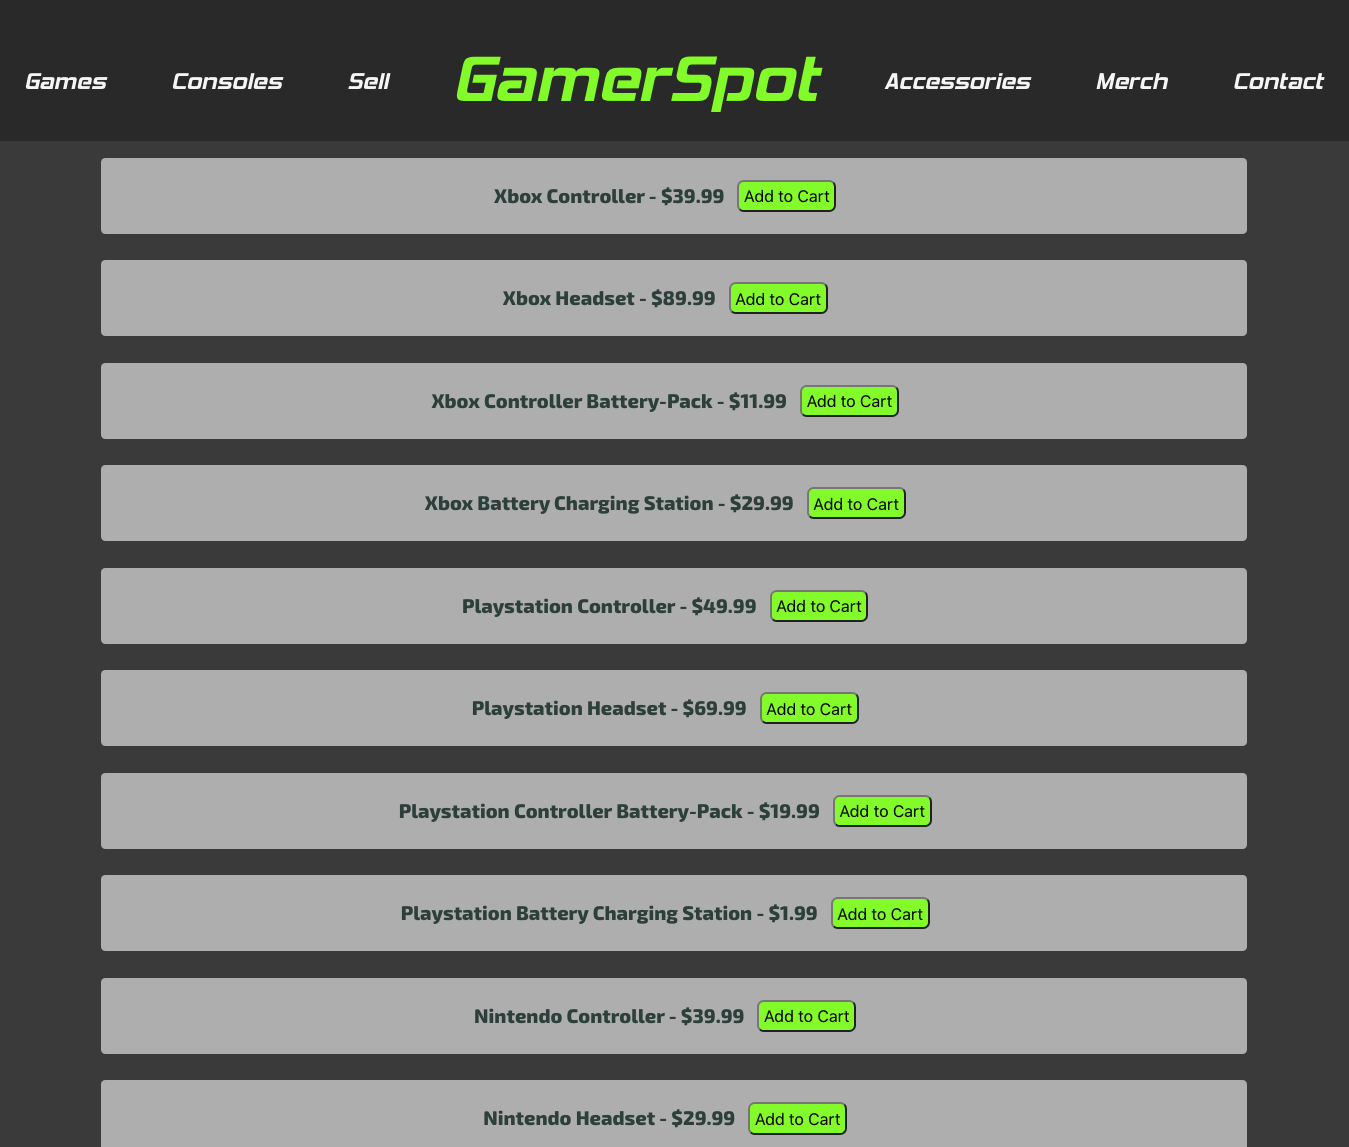 Games Consoles Sell GamerSpot Accessories Merch Contact
Xbox Controller - $39.99 Add to Cart
Xbox Headset - $89.99 Add to Cart
Xbox Controller Battery-Pack - $11.99 Add to Cart
Xbox Battery Charging Station - $29.99 Add to Cart
Playstation Controller - $49.99 Add to Cart
Playstation Headset - $69.99 Add to Cart
Playstation Controller Battery-Pack - $19.99 Add to Cart
Playstation Battery Charging Station - $1.99 Add to Cart
Nintendo Controller - $39.99 Add to Cart
Nintendo Headset - $29.99 Add to Cart